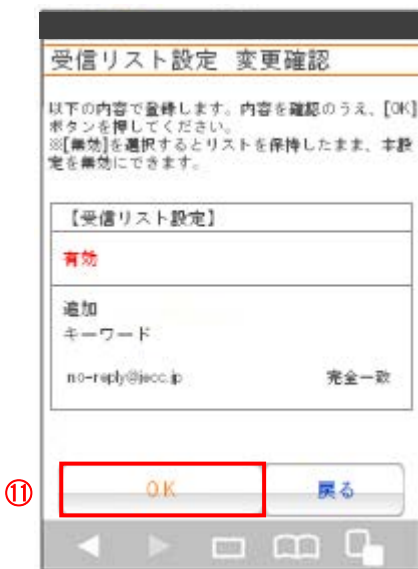 受信リスト設定 変更確認
以下の内容で登録します。内容を確認のうえ、[OK]
ボタンを押してください。
※[無効]を選択するとリストを保持したまま、本設
定を無効にできます。
【受信リスト設定】
有効
追加
キーワード
no-reply@jecc.jp 完全一致
⑪ OK 戻る